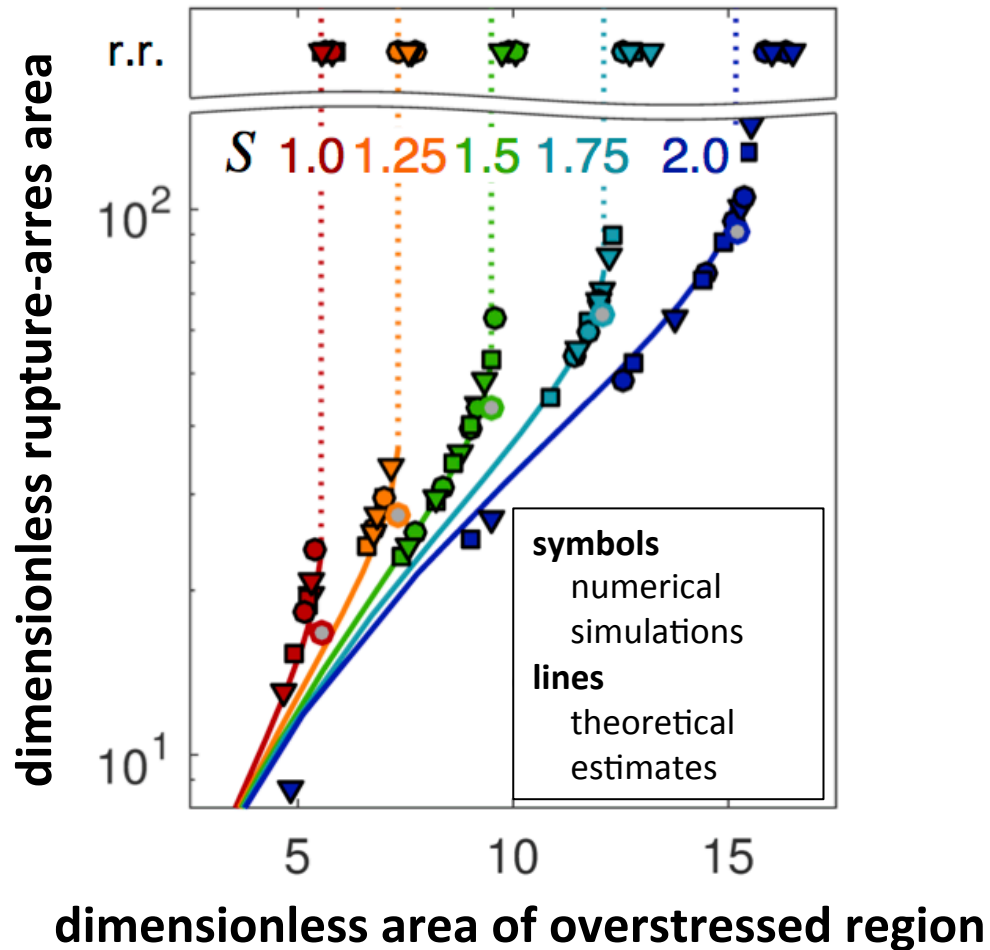 r.r.
S 1.0 1.25 1.5 1.75 2.0
10²
10¹
dimensionless rupture-arres area
symbols
numerical
simulations
lines
theoretical
estimates
5 10 15
dimensionless area of overstressed region